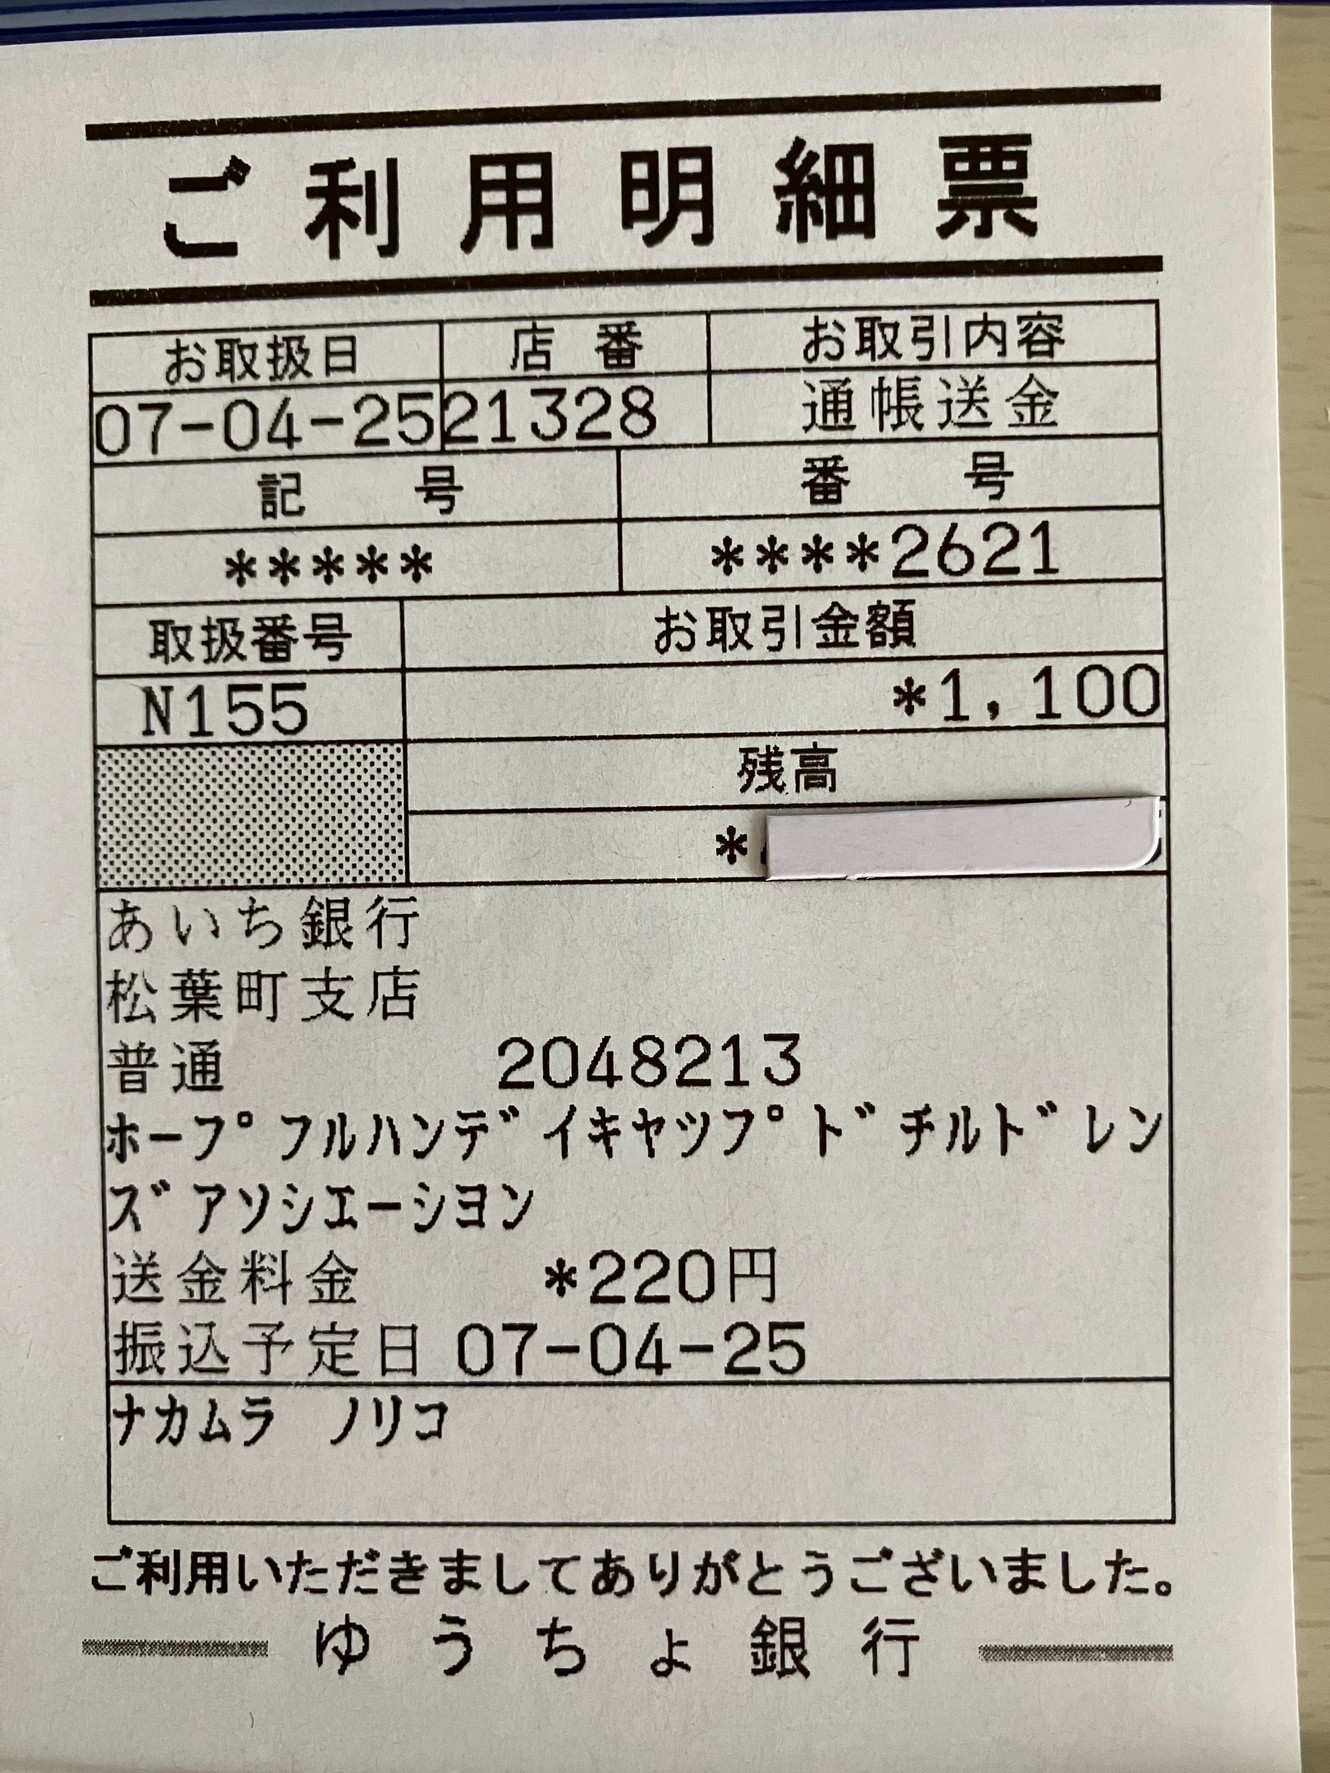 ご利用明細票
お取扱日 店番 お取引内容
07-04-25 21328 通帳送金
記号 番号
***** ****2621
取扱番号 お取引金額
N155 *1,100
残高
*
あいち銀行
松葉町支店
普通 2048213
ホープフルハンディキャップドチルドレン
ズアソシエーション
送金料金 *220円
振込予定日 07-04-25
ナカムラ ノリコ
ご利用いただきましてありがとうございました。
ゆうちょ銀行